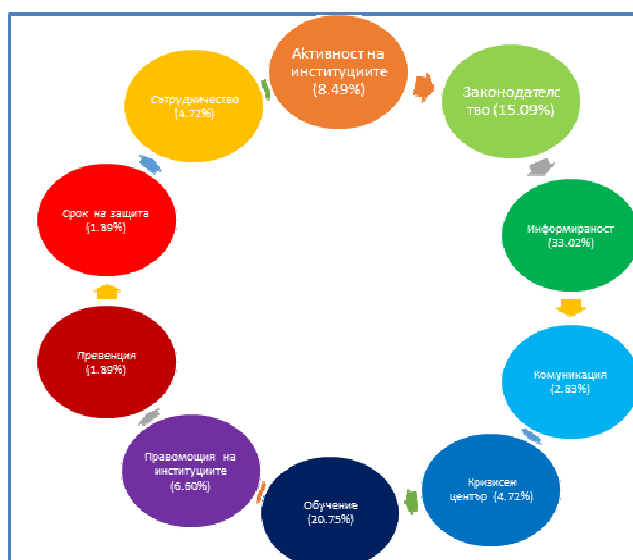 Активност на
институциите
(8.49%)
Законодателс
тво (15.09%)
Информираност
(33.02%)
Комуникация
(2.83%)
Кризисен
център (4.72%)
Обучение
(20.75%)
Правомощия на
институциите
(6.60%)
Превенция
(1.89%)
Срок на защита
(1.89%)
Сътрудничество
(4.72%)